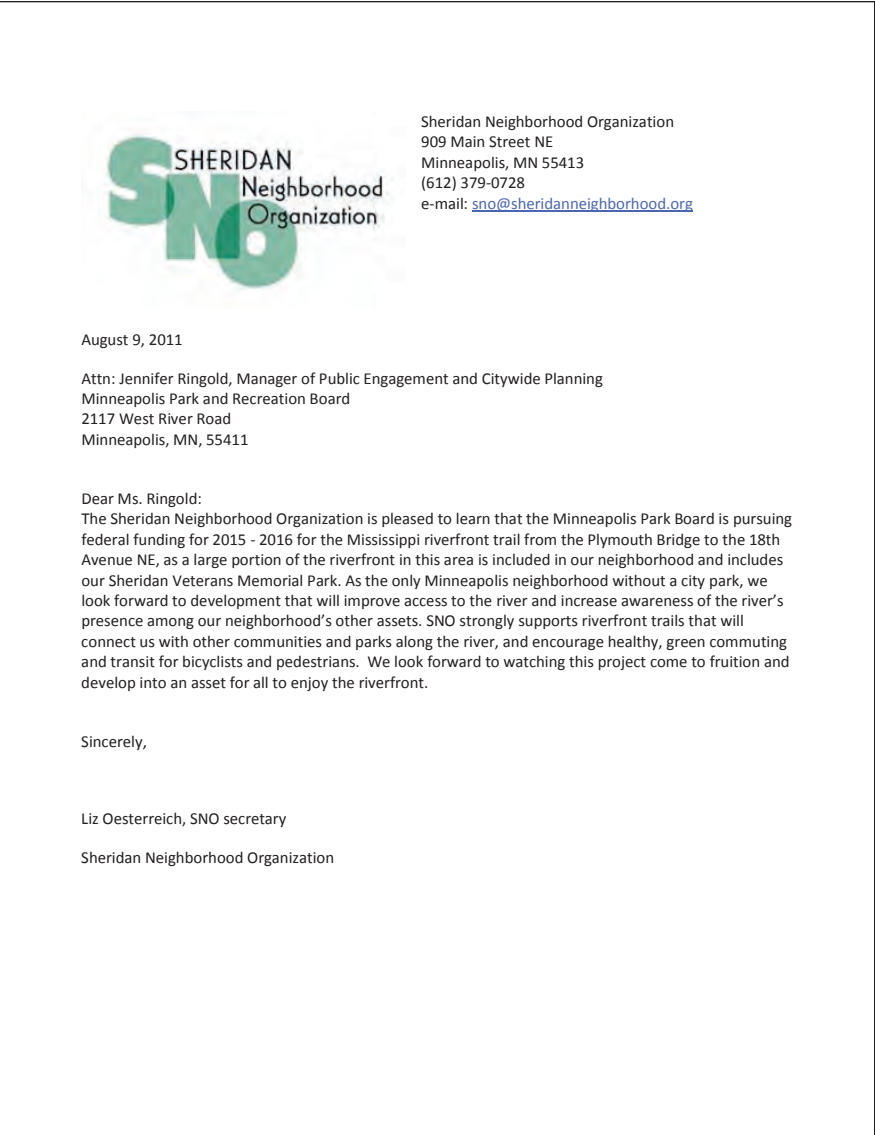 SHERIDAN
Neighborhood
Organization
SNO
Sheridan Neighborhood Organization
909 Main Street NE
Minneapolis, MN 55413
(612) 379-0728
e-mail: sno@sheridanneighborhood.org
August 9, 2011
Attn: Jennifer Ringold, Manager of Public Engagement and Citywide Planning
Minneapolis Park and Recreation Board
2117 West River Road
Minneapolis, MN, 55411
Dear Ms. Ringold:
The Sheridan Neighborhood Organization is pleased to learn that the Minneapolis Park Board is pursuing
federal funding for 2015 - 2016 for the Mississippi riverfront trail from the Plymouth Bridge to the 18th
Avenue NE, as a large portion of the riverfront in this area is included in our neighborhood and includes
our Sheridan Veterans Memorial Park. As the only Minneapolis neighborhood without a city park, we
look forward to development that will improve access to the river and increase awareness of the river’s
presence among our neighborhood’s other assets. SNO strongly supports riverfront trails that will
connect us with other communities and parks along the river, and encourage healthy, green commuting
and transit for bicyclists and pedestrians.  We look forward to watching this project come to fruition and
develop into an asset for all to enjoy the riverfront.
Sincerely,
Liz Oesterreich, SNO secretary
Sheridan Neighborhood Organization